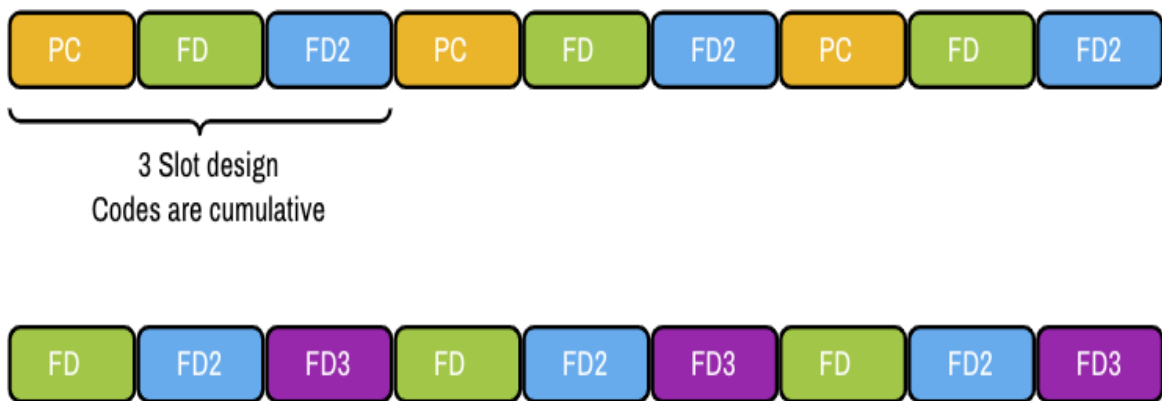 PC FD FD2 PC FD FD2 PC FD FD2
3 Slot design
Codes are cumulative
FD FD2 FD3 FD FD2 FD3 FD FD2 FD3